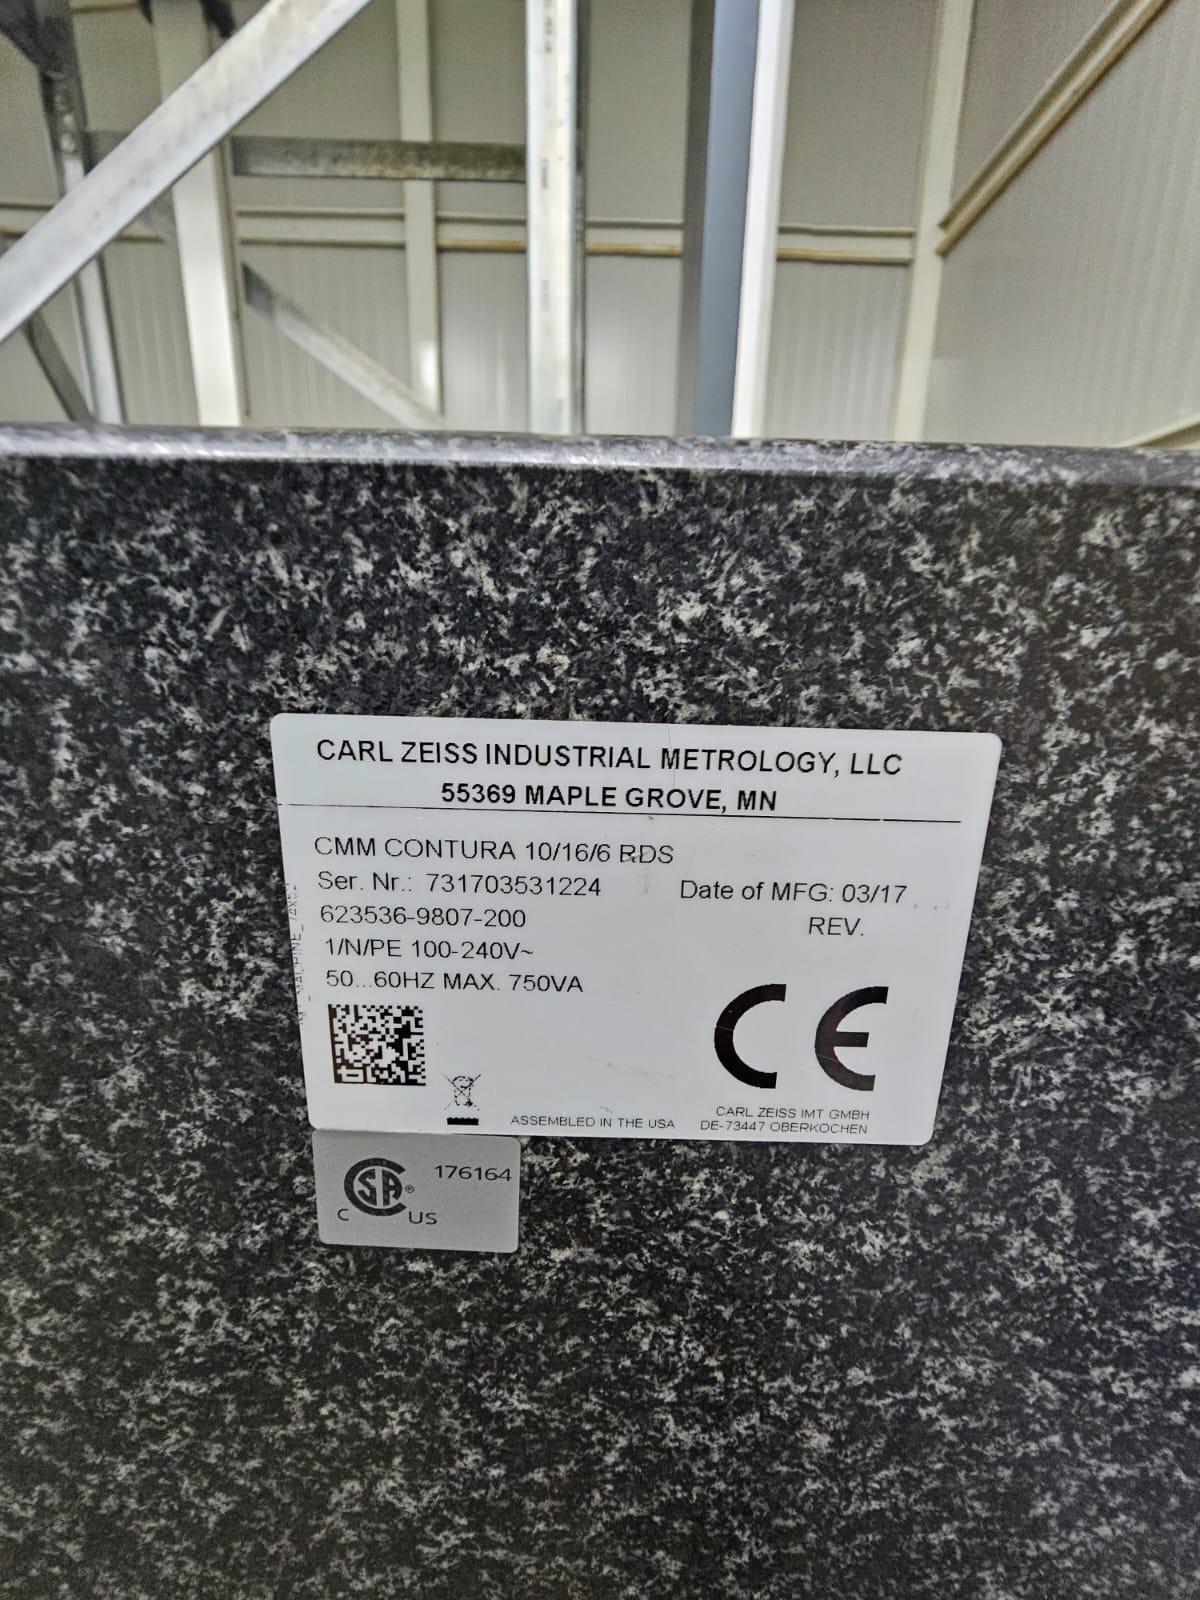 CARL ZEISS INDUSTRIAL METROLOGY, LLC
55369 MAPLE GROVE, MN
CMM CONTURA 10/16/6 RDS
Ser. Nr.: 731703531224 Date of MFG: 03/17
623536-9807-200 REV.
1/N/PE 100-240V~
50...60HZ MAX. 750VA
CE
ASSEMBLED IN THE USA
CARL ZEISS IMT GMBH
DE-73447 OBERKOCHEN
CSA® 176164
C US